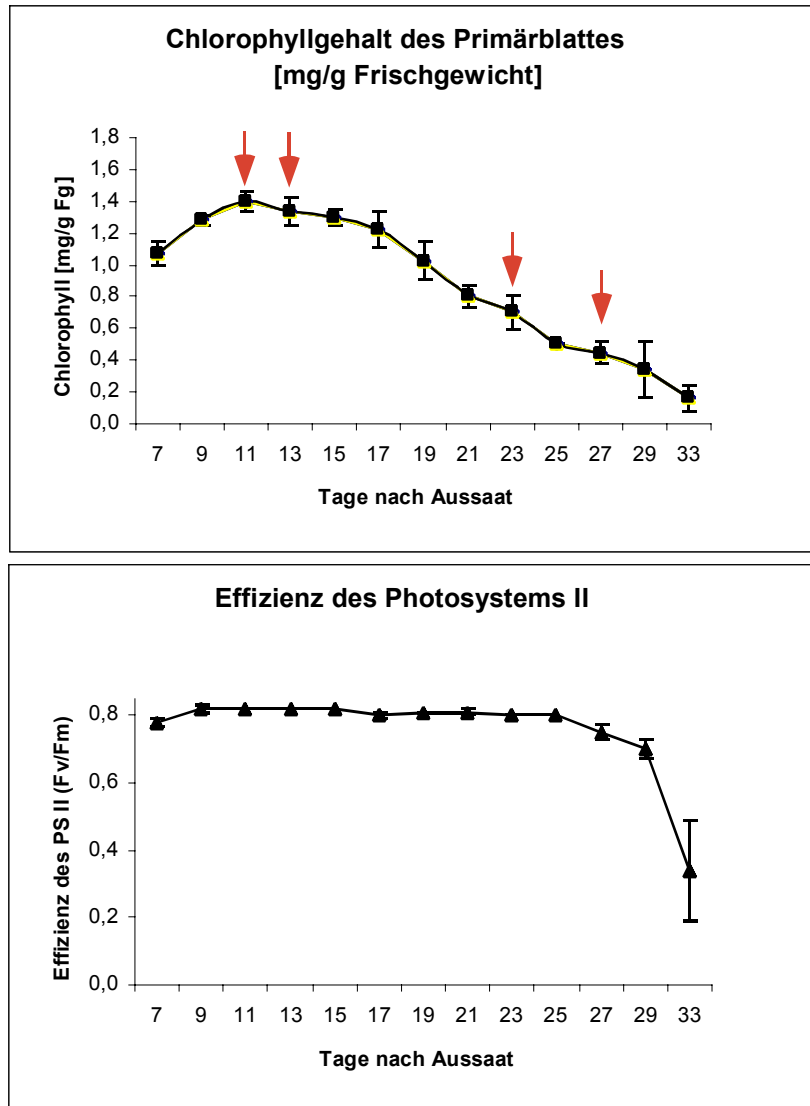 Chlorophyllgehalt des Primärblattes
[mg/g Frischgewicht]
Chlorophyll [mg/g Fg]
1,8
1,6
1,4
1,2
1,0
0,8
0,6
0,4
0,2
0,0
7 9 11 13 15 17 19 21 23 25 27 29 33
Tage nach Aussaat
Effizienz des Photosystems II
Effizienz des PS II (Fv/Fm)
0,8
0,6
0,4
0,2
0,0
7 9 11 13 15 17 19 21 23 25 27 29 33
Tage nach Aussaat